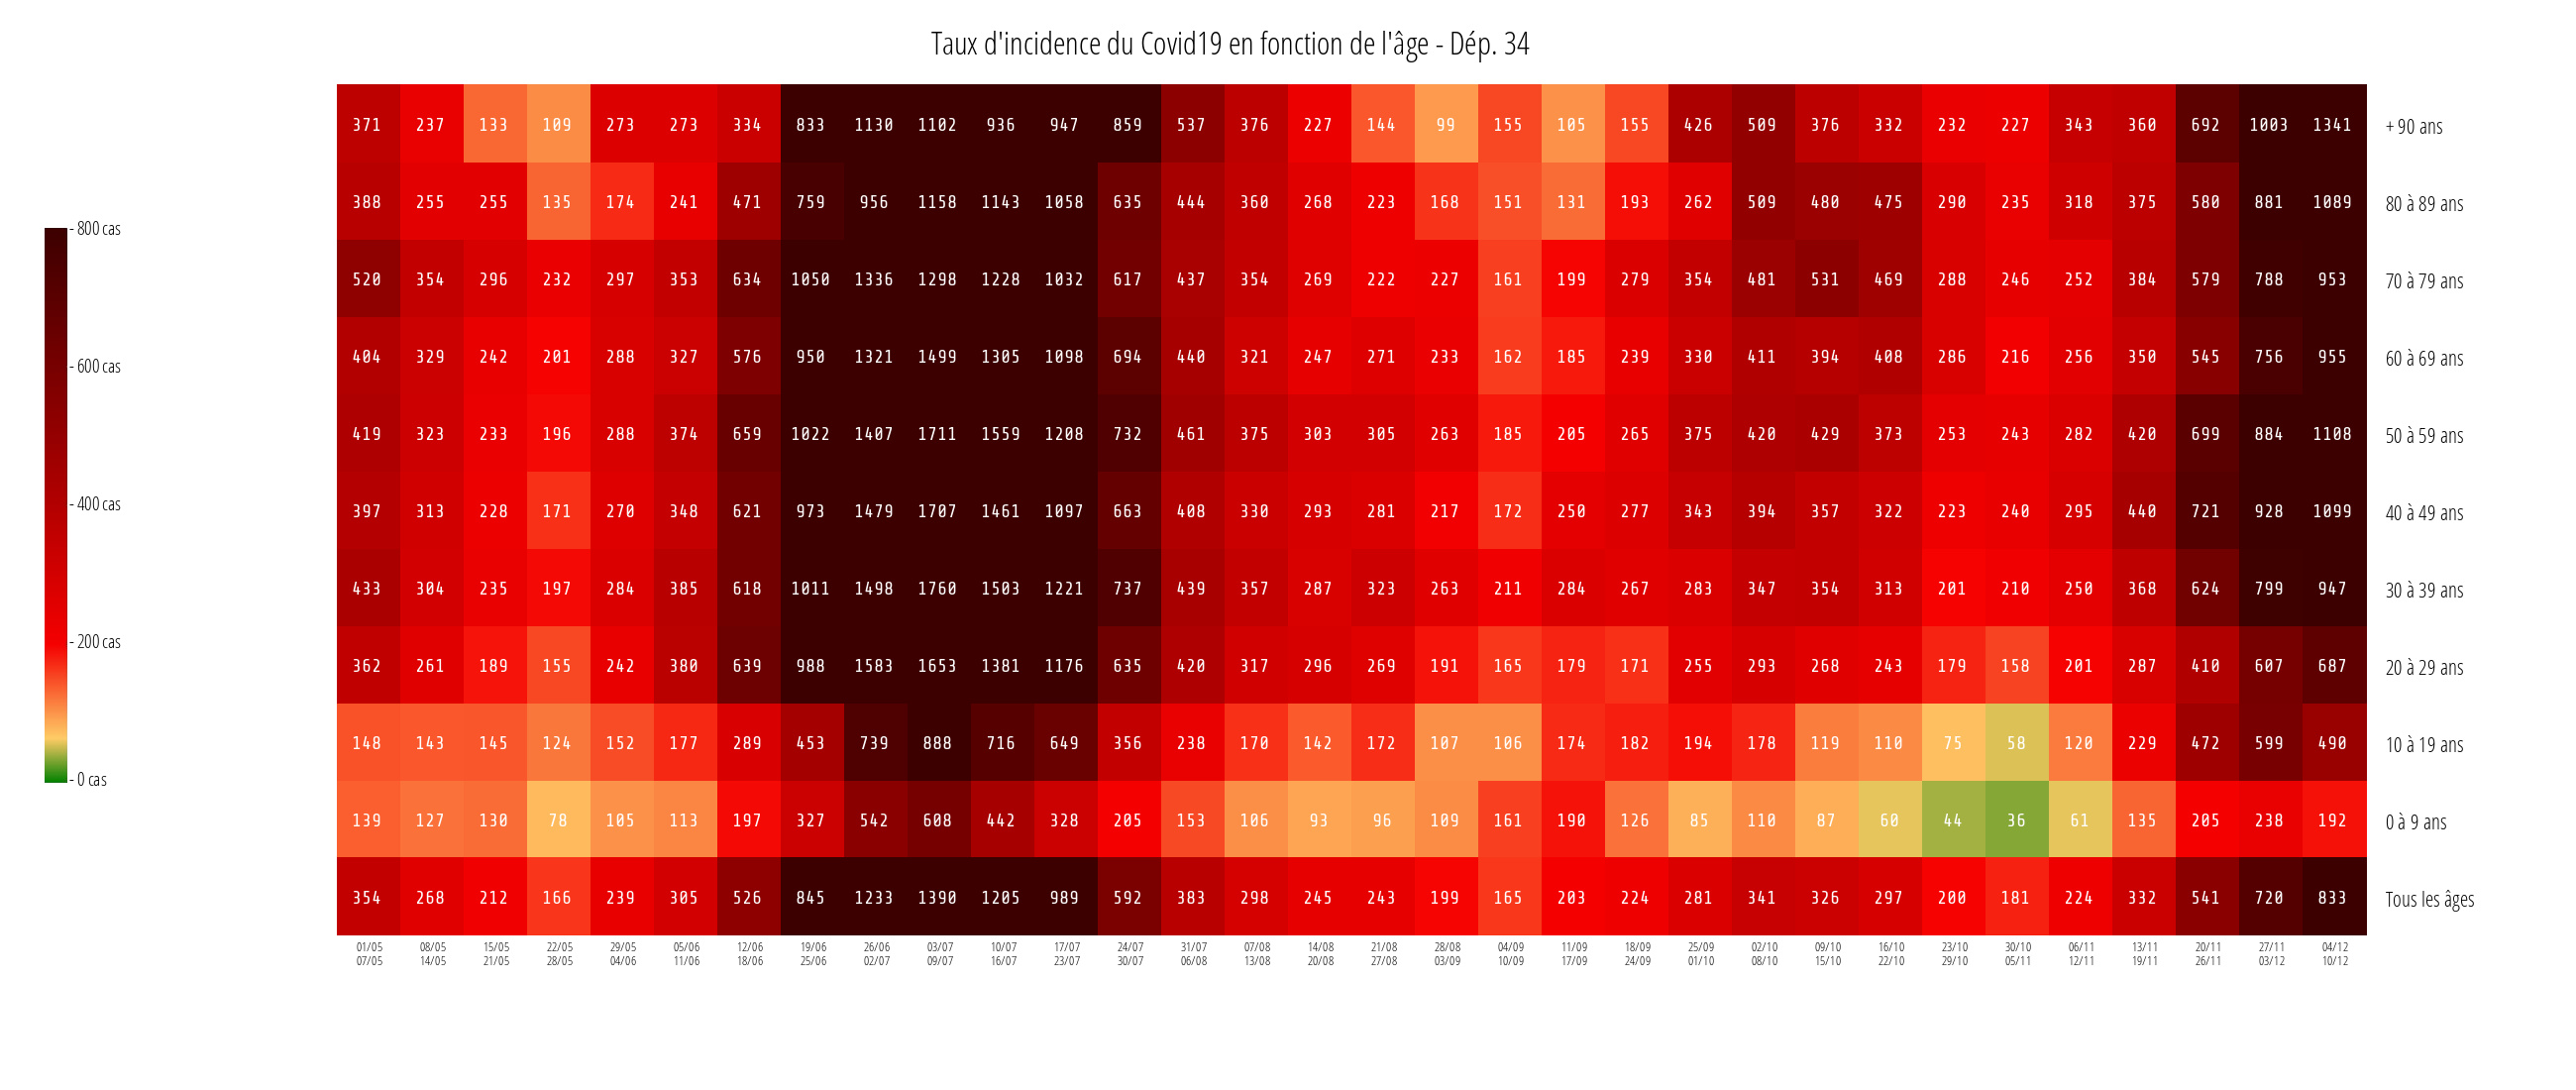 Taux d'incidence du Covid19 en fonction de l'âge - Dép. 34
- 800 cas
- 600 cas
- 400 cas
- 200 cas
- 0 cas
371 237 133 109 273 273 334 833 1130 1102 936 947 859 537 376 227 144 99 155 105 155 426 509 376 332 232 227 343 360 692 1003 1341 + 90 ans
388 255 255 135 174 241 471 759 956 1158 1143 1058 635 444 360 268 223 168 151 131 193 262 509 480 475 290 235 318 375 580 881 1089 80 à 89 ans
520 354 296 232 297 353 634 1050 1336 1298 1228 1032 617 437 354 269 222 227 161 199 279 354 481 531 469 288 246 252 384 579 788 953 70 à 79 ans
404 329 242 201 288 327 576 950 1321 1499 1305 1098 694 440 321 247 271 233 162 185 239 330 411 394 408 286 216 256 350 545 756 955 60 à 69 ans
419 323 233 196 288 374 659 1022 1407 1711 1559 1208 732 461 375 303 305 263 185 205 265 375 420 429 373 253 243 282 420 699 884 1108 50 à 59 ans
397 313 228 171 270 348 621 973 1479 1707 1461 1097 663 408 330 293 281 217 172 250 277 343 394 357 322 223 240 295 440 721 928 1099 40 à 49 ans
433 304 235 197 284 385 618 1011 1498 1760 1503 1221 737 439 357 287 323 263 211 284 267 283 347 354 313 201 210 250 368 624 799 947 30 à 39 ans
362 261 189 155 242 380 639 988 1583 1653 1381 1176 635 420 317 296 269 191 165 179 171 255 293 268 243 179 158 201 287 410 607 687 20 à 29 ans
148 143 145 124 152 177 289 453 739 888 716 649 356 238 170 142 172 107 106 174 182 194 178 119 110 75 58 120 229 472 599 490 10 à 19 ans
139 127 130 78 105 113 197 327 542 608 442 328 205 153 106 93 96 109 161 190 126 85 110 87 60 44 36 61 135 205 238 192 0 à 9 ans
354 268 212 166 239 305 526 845 1233 1390 1205 989 592 383 298 245 243 199 165 203 224 281 341 326 297 200 181 224 332 541 720 833 Tous les âges
01/05 08/05 15/05 22/05 29/05 05/06 12/06 19/06 26/06 03/07 10/07 17/07 24/07 31/07 07/08 14/08 21/08 28/08 04/09 11/09 18/09 25/09 02/10 09/10 16/10 23/10 30/10 06/11 13/11 20/11 27/11 04/12
07/05 14/05 21/05 28/05 04/06 11/06 18/06 25/06 02/07 09/07 16/07 23/07 30/07 06/08 13/08 20/08 27/08 03/09 10/09 17/09 24/09 01/10 08/10 15/10 22/10 29/10 05/11 12/11 19/11 26/11 03/12 10/12